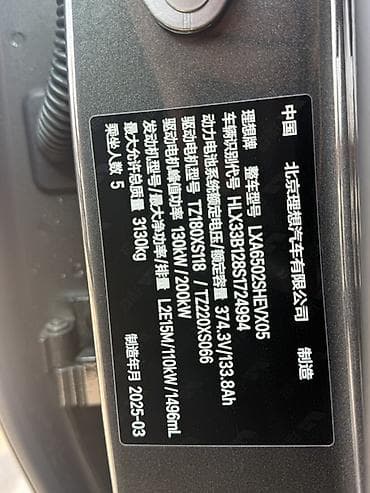 中国 北京理想汽车有限公司 制造
理想牌 整车型号 LXA6502SHEVX05
车辆识别代号 HLX33B128S1724994
动力电池系统额定电压/额定容量 374.3V/133.8Ah
驱动电机型号 TZ180XS118 / TZ220XS066
驱动电机峰值功率 130kW / 200kW
发动机型号/最大净功率/排量 L2E15M/110kW/1496mL
最大允许总质量 3130kg
乘坐人数 5 制造年月 2025-03